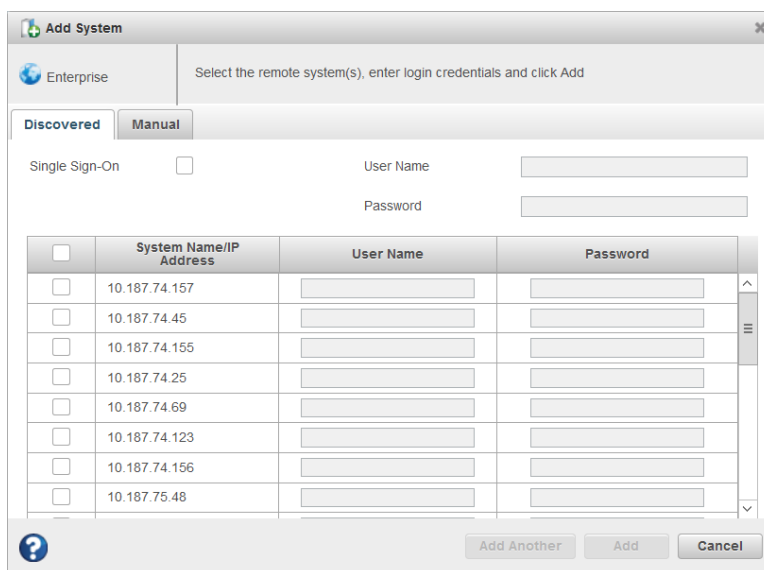 Add System
Enterprise
Select the remote system(s), enter login credentials and click Add
Discovered Manual
Single Sign-On User Name
Password
System Name/IP Address User Name Password
10.187.74.157
10.187.74.45
10.187.74.155
10.187.74.25
10.187.74.69
10.187.74.123
10.187.74.156
10.187.75.48
Add Another Add Cancel